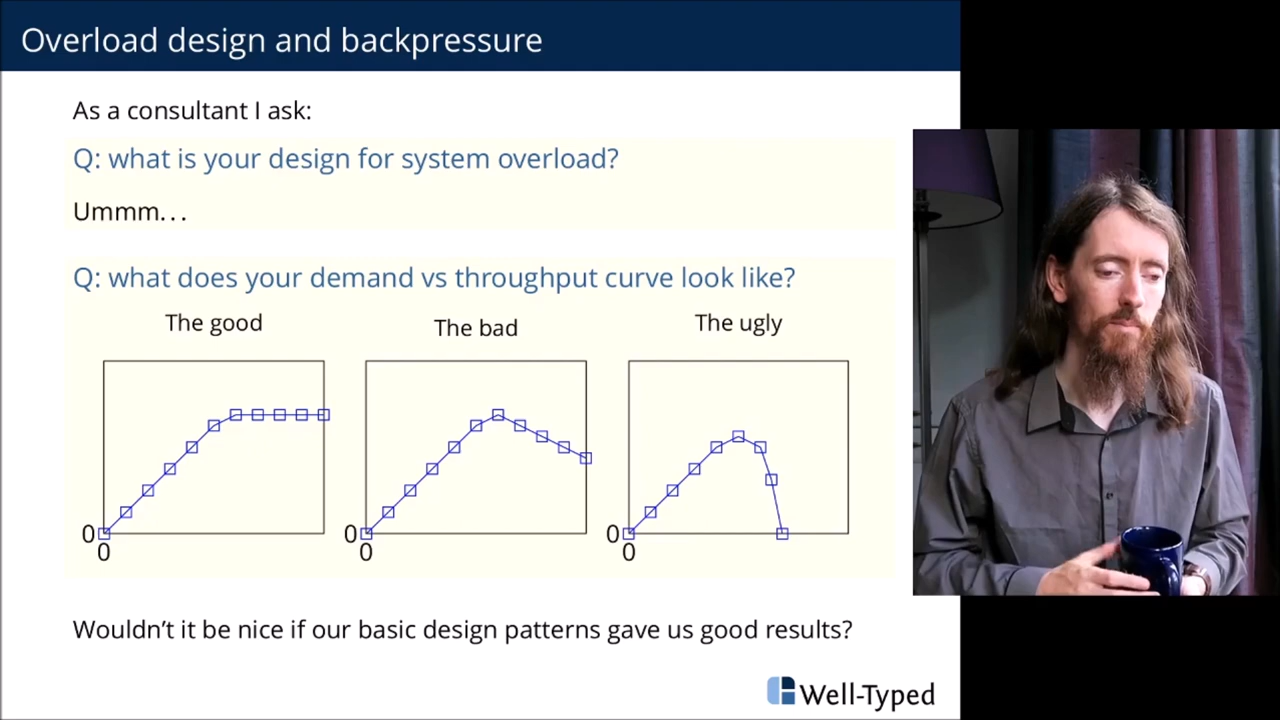 Overload design and backpressure
As a consultant I ask:
Q: what is your design for system overload?
Ummm...
Q: what does your demand vs throughput curve look like?
The good
The bad
The ugly
0
0
0
0
0
0
Wouldn't it be nice if our basic design patterns gave us good results?
Well-Typed